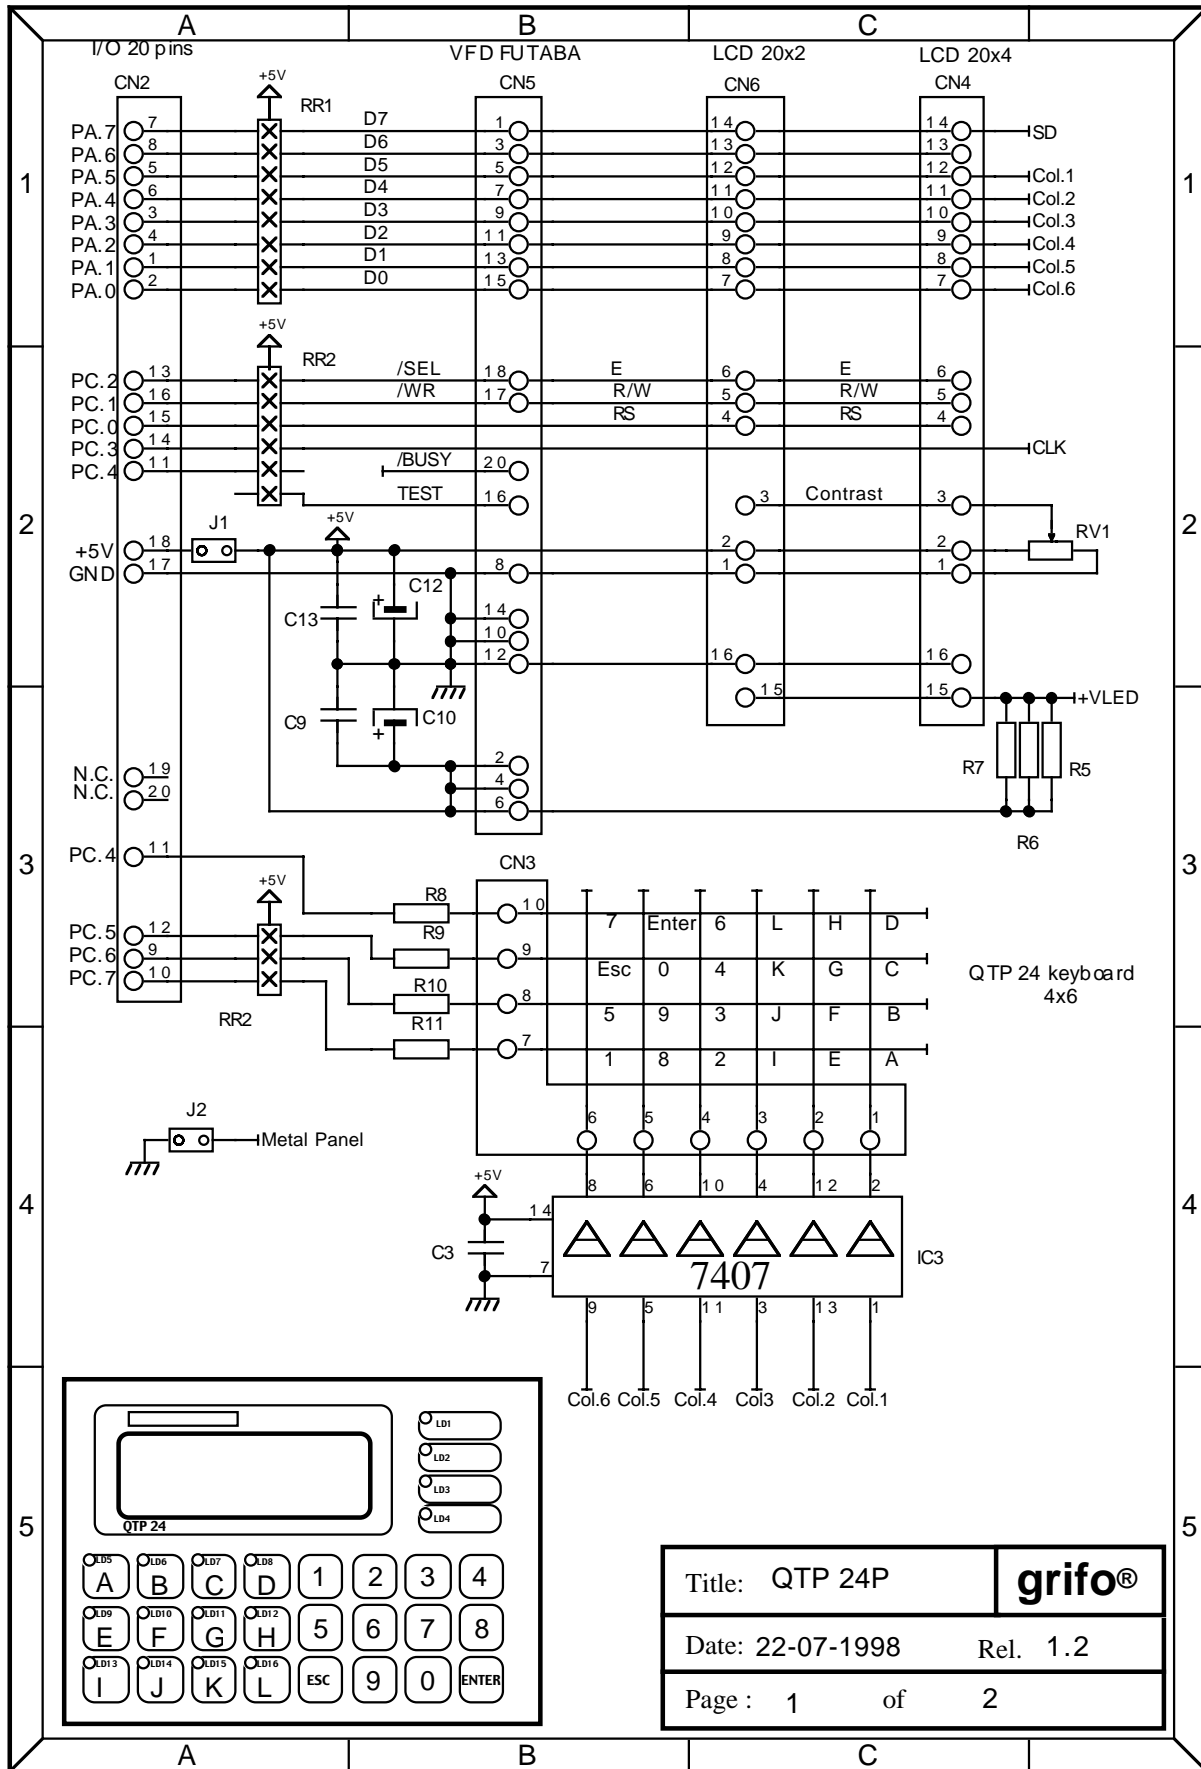 A B C
I/O 20 pins VFD FUTABA LCD 20x2 LCD 20x4
CN2 +5V RR1 CN5 CN6 CN4
1 1
PA.7 7 D7 1 14 14 SD
PA.6 8 D6 3 13 13
PA.5 5 D5 5 12 12 Col.1
PA.4 6 D4 7 11 11 Col.2
PA.3 3 D3 9 10 10 Col.3
PA.2 4 D2 11 9 9 Col.4
PA.1 1 D1 13 8 8 Col.5
PA.0 2 D0 15 7 7 Col.6
+5V
RR2
PC.2 13 /SEL 18 E 6 E 6
PC.1 16 /WR 17 R/W 5 R/W 5
PC.0 15 RS 4 RS 4
PC.3 14 CLK
PC.4 11 /BUSY 20
TEST 16 3 Contrast 3
2 2
J1 +5V RV1
+5V 18 2 2
GND 17 8 1 1
C13 + C12 14
10
12 16 16
15 15 +VLED
C9 + C10
2 R7 R5
N.C. 19 4
N.C. 20 6
R6
3 3
PC.4 11 CN3
+5V
R8 10 7 Enter 6 L H D
PC.5 12 R9 9 Esc 0 4 K G C
PC.6 9 R10 8 5 9 3 J F B
PC.7 10 R11 7 1 8 2 I E A
RR2
QTP 24 keyboard
4x6
J2
Metal Panel
6 5 4 3 2 1
4 4
+5V
8 6 10 4 12 2
14
C3 7 7407 IC3
9 5 11 3 13 1
Col.6 Col.5 Col.4 Col3 Col.2 Col.1
5 5
LD1
LD2
LD3
LD4
QTP 24
LD5 LD6 LD7 LD8
A B C D 1 2 3 4
LD9 LD10 LD11 LD12
E F G H 5 6 7 8
LD13 LD14 LD15 LD16
I J K L ESC 9 0 ENTER
Title: QTP 24P grifo®
Date: 22-07-1998 Rel. 1.2
Page : 1 of 2
A B C